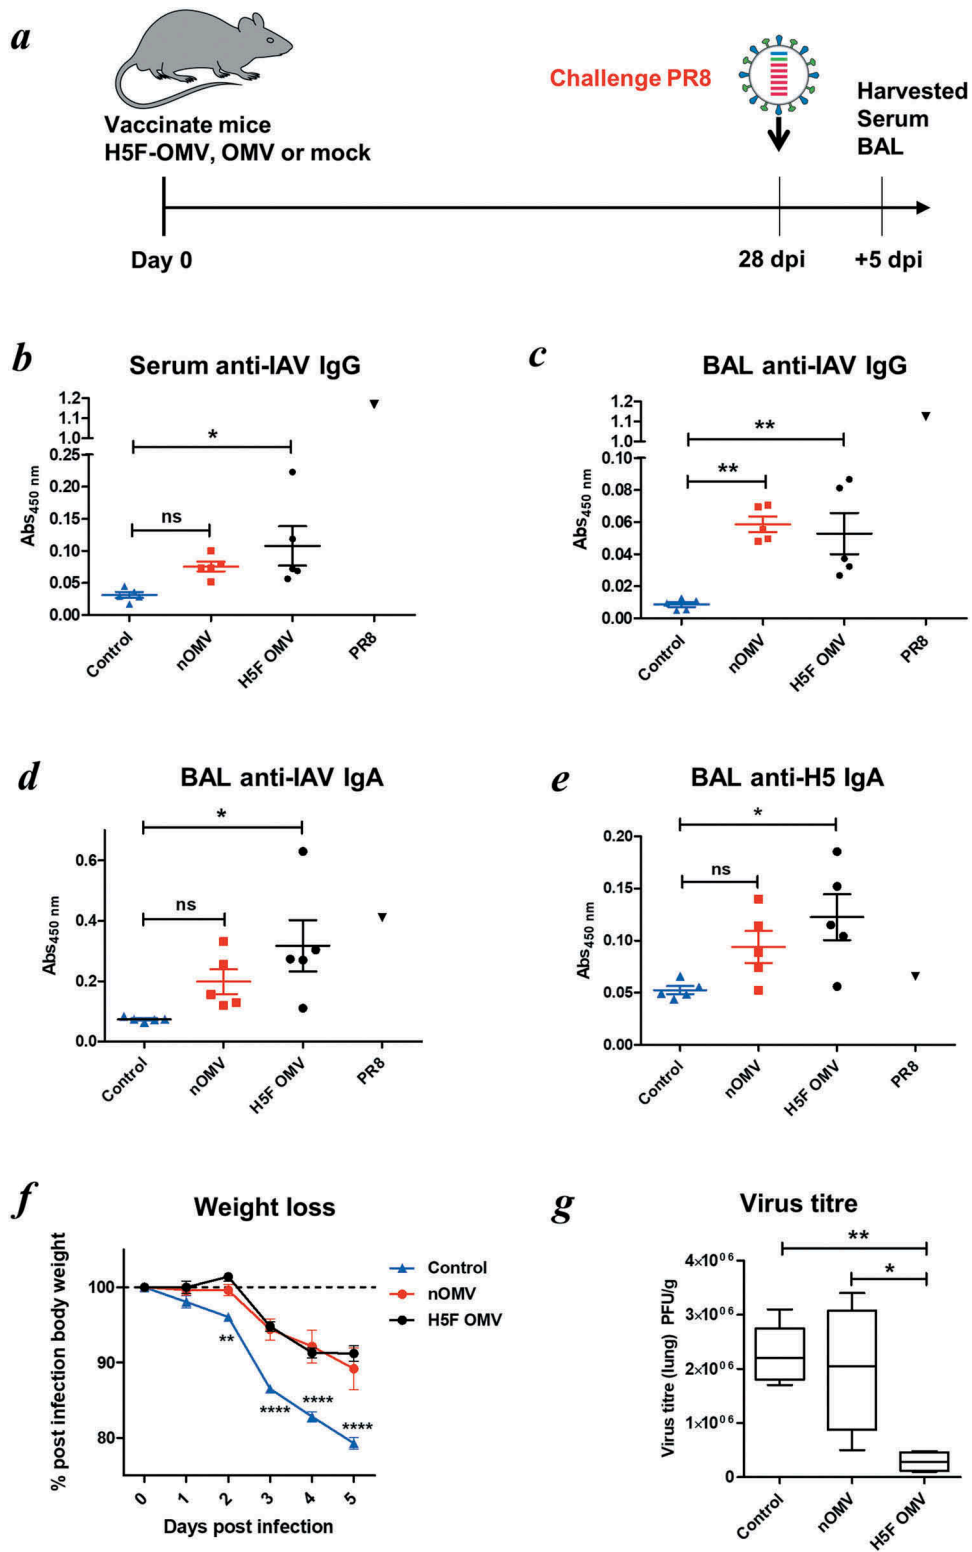 a
Vaccinate mice
H5F-OMV, OMV or mock
Challenge PR8
Harvested
Serum
BAL
Day 0
28 dpi
+5 dpi
b
Serum anti-IAV IgG
Abs450 nm
1.2
1.1
1.0
0.25
0.20
0.15
0.10
0.05
0.00
*
ns
Control
nOMV
H5F OMV
PR8
c
BAL anti-IAV IgG
Abs450 nm
1.2
1.1
1.0
0.10
0.08
0.06
0.04
0.02
0.00
**
**
Control
nOMV
H5F OMV
PR8
d
BAL anti-IAV IgA
Abs450 nm
0.6
0.4
0.2
0.0
*
ns
Control
nOMV
H5F OMV
PR8
e
BAL anti-H5 IgA
Abs450 nm
0.20
0.15
0.10
0.05
0.00
*
ns
Control
nOMV
H5F OMV
PR8
f
Weight loss
% post infection body weight
100
90
80
**
****
****
****
0 1 2 3 4 5
Days post infection
Control
nOMV
H5F OMV
g
Virus titre
Virus titre (lung) PFU/g
4×10⁰⁶
3×10⁰⁶
2×10⁰⁶
1×10⁰⁶
0
**
*
Control
nOMV
H5F OMV